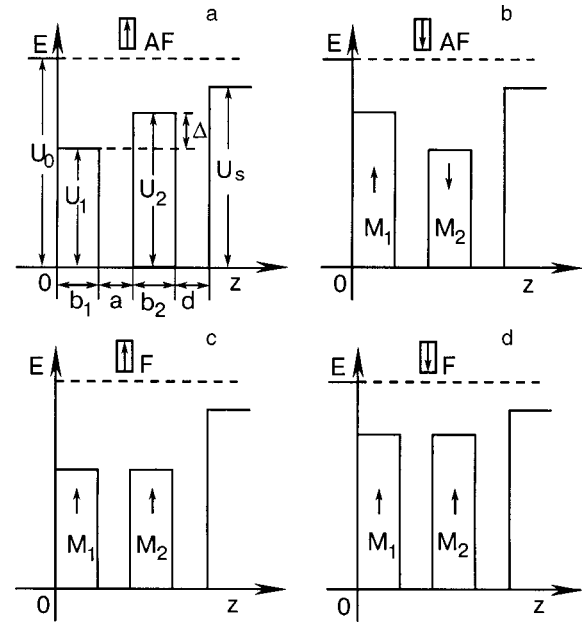 a
E AF
U₀ U₁ U₂ Δ Uₛ
0 z
b₁ a b₂ d
b
E AF
M₁ M₂
0 z
c
E F
M₁ M₂
0 z
d
E F
M₁ M₂
0 z